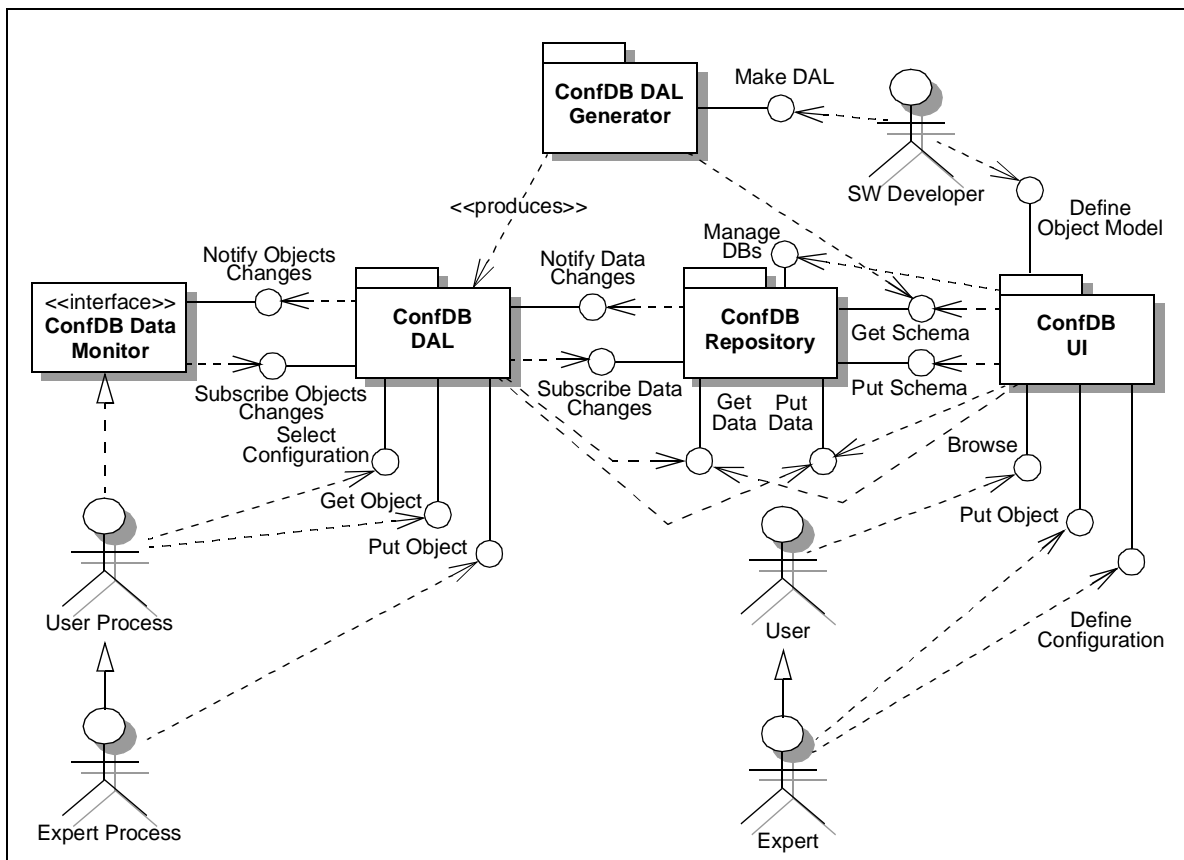 Make DAL
ConfDB DAL
Generator
SW Developer
<<produces>>
Define
Object Model
Manage
DBs
Notify Objects
Changes
Notify Data
Changes
<<interface>>
ConfDB Data
Monitor
ConfDB
DAL
ConfDB
Repository
Get Schema
ConfDB
UI
Subscribe Objects
Changes
Subscribe Data
Changes
Put Schema
Get
Data
Put
Data
Select
Configuration
Browse
Get Object
Put Object
Put Object
User Process
User
Define
Configuration
Expert Process
Expert